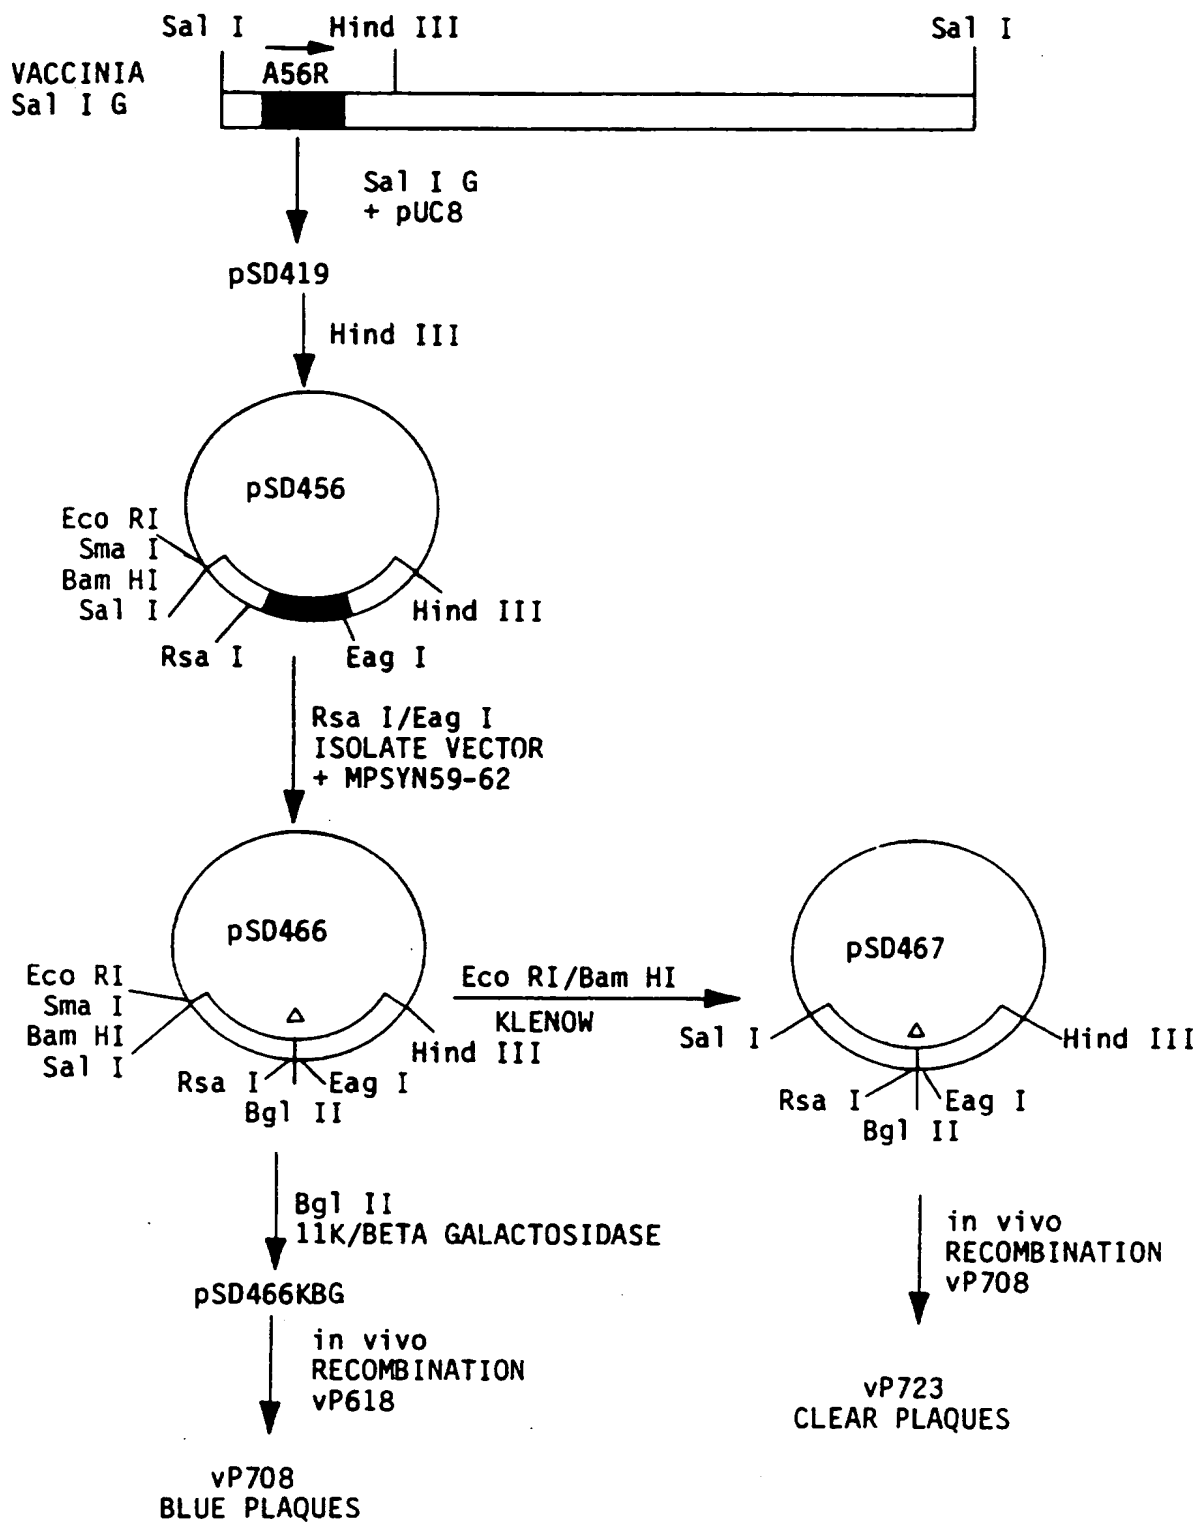 Sal I
Hind III
Sal I
VACCINIA
Sal I G
A56R
Sal I G
+ pUC8
pSD419
Hind III
pSD456
Eco RI
Sma I
Bam HI
Sal I
Rsa I
Eag I
Hind III
Rsa I/Eag I
ISOLATE VECTOR
+ MPSYN59-62
pSD466
Eco RI
Sma I
Bam HI
Sal I
Δ
Rsa I
Bgl II
Eag I
Hind III
Eco RI/Bam HI
KLENOW
pSD467
Sal I
Δ
Hind III
Rsa I
Eag I
Bgl II
Bgl II
11K/BETA GALACTOSIDASE
pSD466KBG
in vivo
RECOMBINATION
vP618
vP708
BLUE PLAQUES
in vivo
RECOMBINATION
vP708
vP723
CLEAR PLAQUES